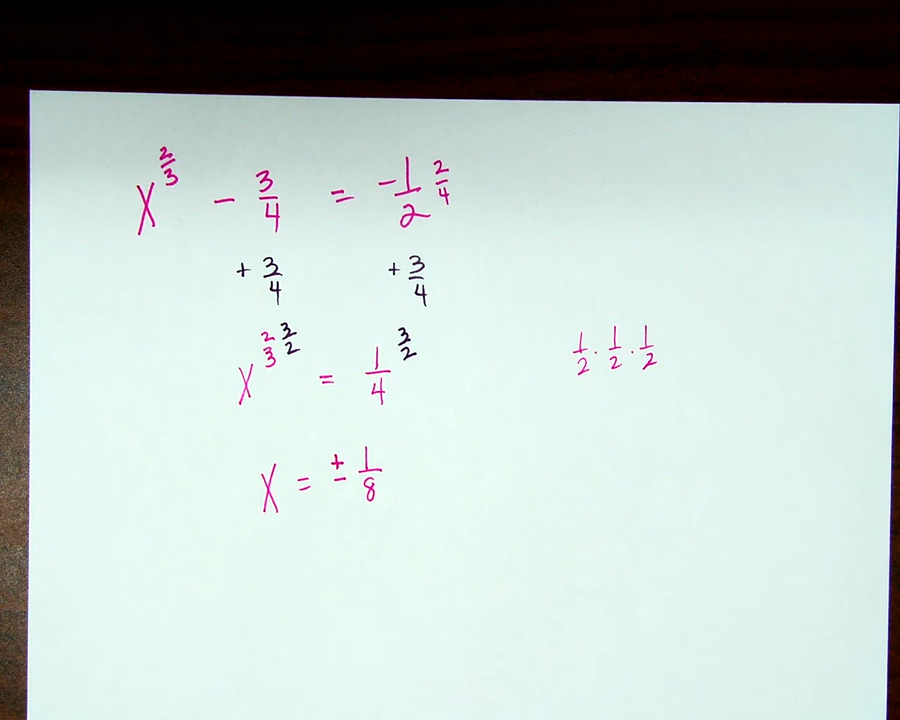 x^(2/3) - 3/4 = -1/2 2/4
+ 3/4 + 3/4
x^(2/3 3/2) = 1/4^(3/2)
1/2 · 1/2 · 1/2
x = ± 1/8